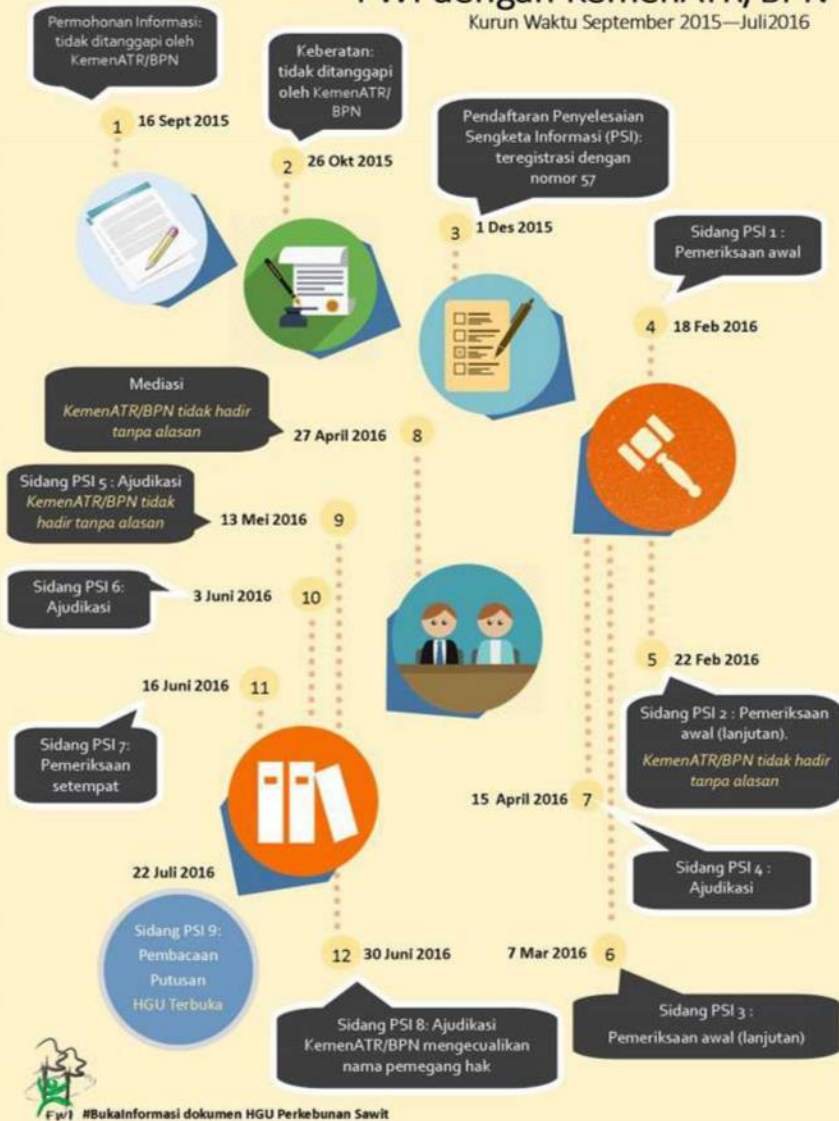 FWI dengan KemenATR/BPN
Kurun Waktu September 2015—Juli2016
Permohonan Informasi:
tidak ditanggapi oleh
KemenATR/BPN
1
16 Sept 2015
Keberatan:
tidak ditanggapi
oleh KemenATR/
BPN
2
26 Okt 2015
Pendaftaran Penyelesaian
Sengketa Informasi (PSI):
teregistrasi dengan
nomor 57
3
1 Des 2015
Sidang PSI 1 :
Pemeriksaan awal
4
18 Feb 2016
5
22 Feb 2016
Sidang PSI 2 : Pemeriksaan
awal (lanjutan).
KemenATR/BPN tidak hadir
tanpa alasan
7 Mar 2016
6
Sidang PSI 3 :
Pemeriksaan awal (lanjutan)
15 April 2016
7
Sidang PSI 4 :
Ajudikasi
Mediasi
KemenATR/BPN tidak hadir
tanpa alasan
27 April 2016
8
Sidang PSI 5 : Ajudikasi
KemenATR/BPN tidak
hadir tanpa alasan
13 Mei 2016
9
Sidang PSI 6:
Ajudikasi
3 Juni 2016
10
16 Juni 2016
11
Sidang PSI 7:
Pemeriksaan
setempat
12
30 Juni 2016
Sidang PSI 8: Ajudikasi
KemenATR/BPN mengecualikan
nama pemegang hak
22 Juli 2016
Sidang PSI 9:
Pembacaan
Putusan
HGU Terbuka
FWI
#BukaInformasi dokumen HGU Perkebunan Sawit